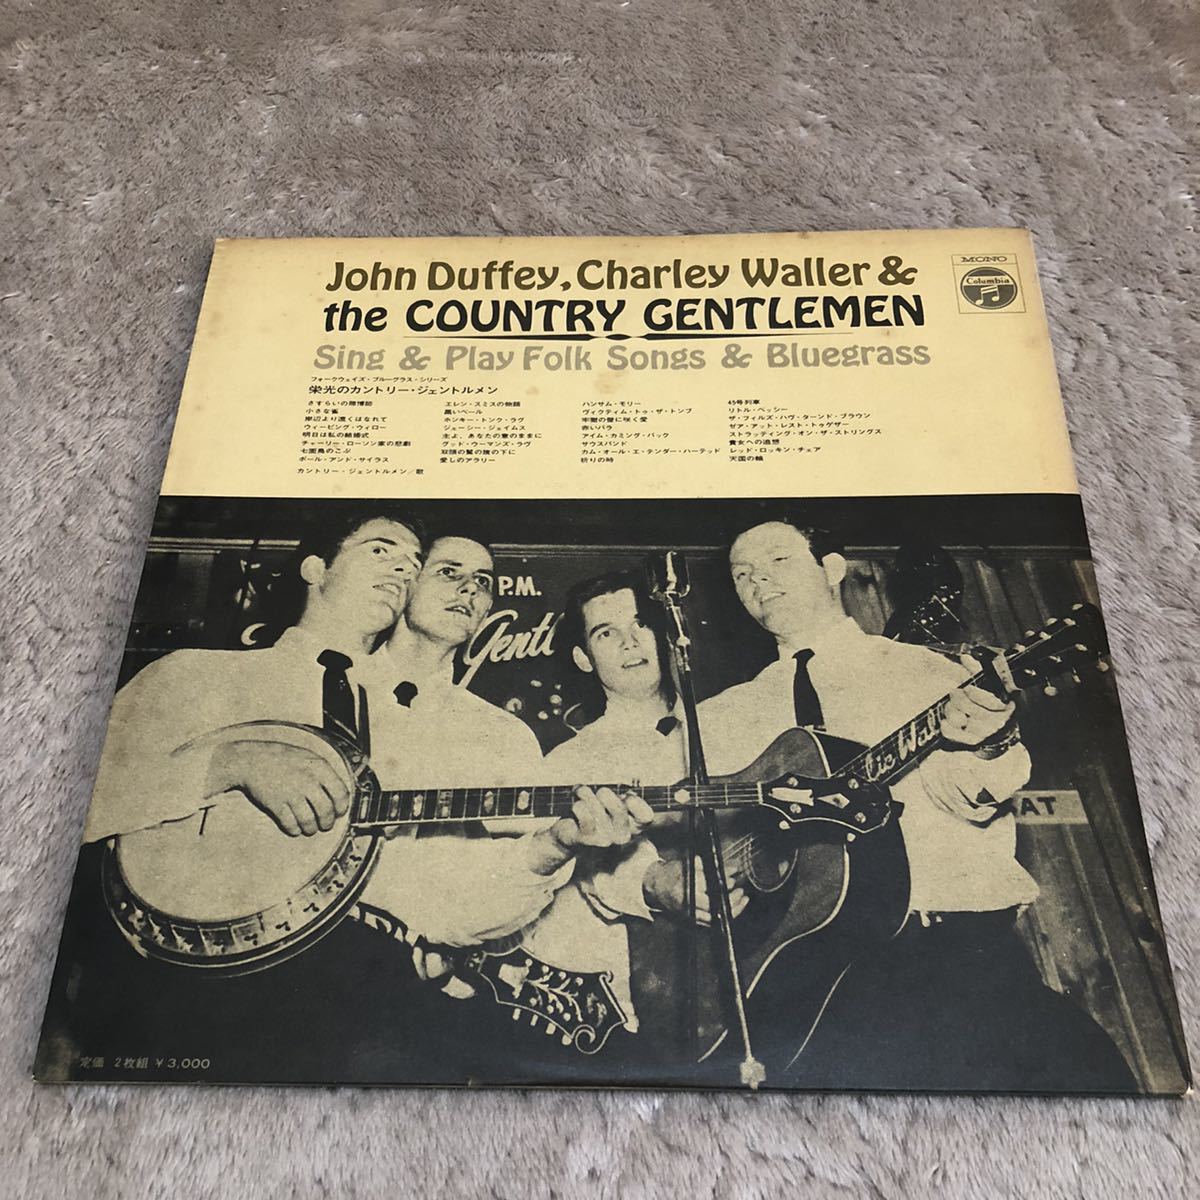 John Duffey, Charley Waller &
the COUNTRY GENTLEMEN
Sing & Play Folk Songs & Bluegrass
MONO
Columbia
フォークウェイズ・ブルーグラス・シリーズ
栄光のカントリー・ジェントルメン
さすらいの賭博師
小さな雀
岸辺より遠くはなれて
ウィーピング・ウィロー
明日は私の結婚式
チャーリー・ローソン家の悲劇
七面鳥のこぶ
ポール・アンド・サイラス
エレン・スミスの物語
黒いベール
ホンキー・トンク・ラグ
ジェーシー・ジェイムス
主よ、あなたの意のままに
グッド・ウーマンズ・ラヴ
双頭の鷲の旗の下に
愛しのアラリー
ハンサム・モリー
ヴィクティム・トゥ・ザ・トンブ
の壁に咲く愛
赤いバラ
アイム・カミング・バック
サウスバンド
カム・オール・エ・テンダー・ハーテッド
祈りの時
45号列車
リトル・ベッシー
ザ・フィルズ・ハヴ・ターンド・ブラウン
ゼア・アット・レスト・トゥゲザー
ストラッティング・オン・ザ・ストリングス
貴女への追想
レッド・ロッキン・チェア
天国の輪
カントリー・ジェントルメン/歌
P.M.
Gentl
lie Wall
AT
定価 2枚組 ¥3,000